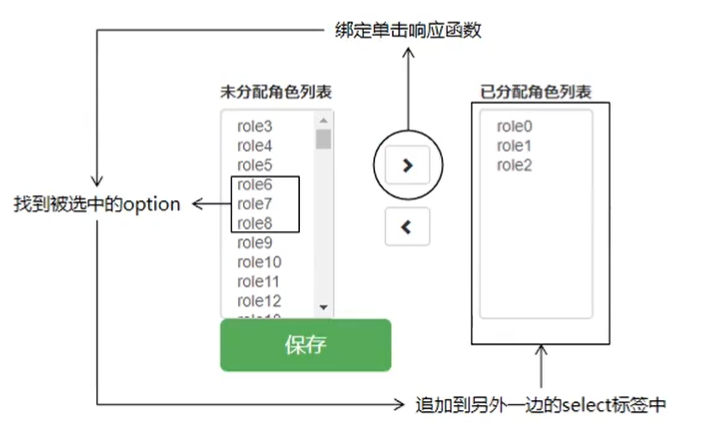 绑定单击响应函数
未分配角色列表
已分配角色列表
role3
role4
role5
role6
role7
role8
role9
role10
role11
role12
role0
role1
role2
找到被选中的option
保存
追加到另外一边的select标签中